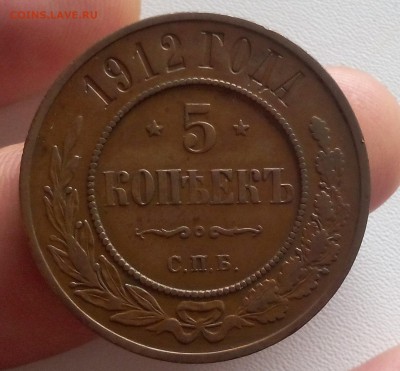 COINS.LAVE.RU
1912 ГОДА
5
КОПѢЕКЪ
С.П.Б.